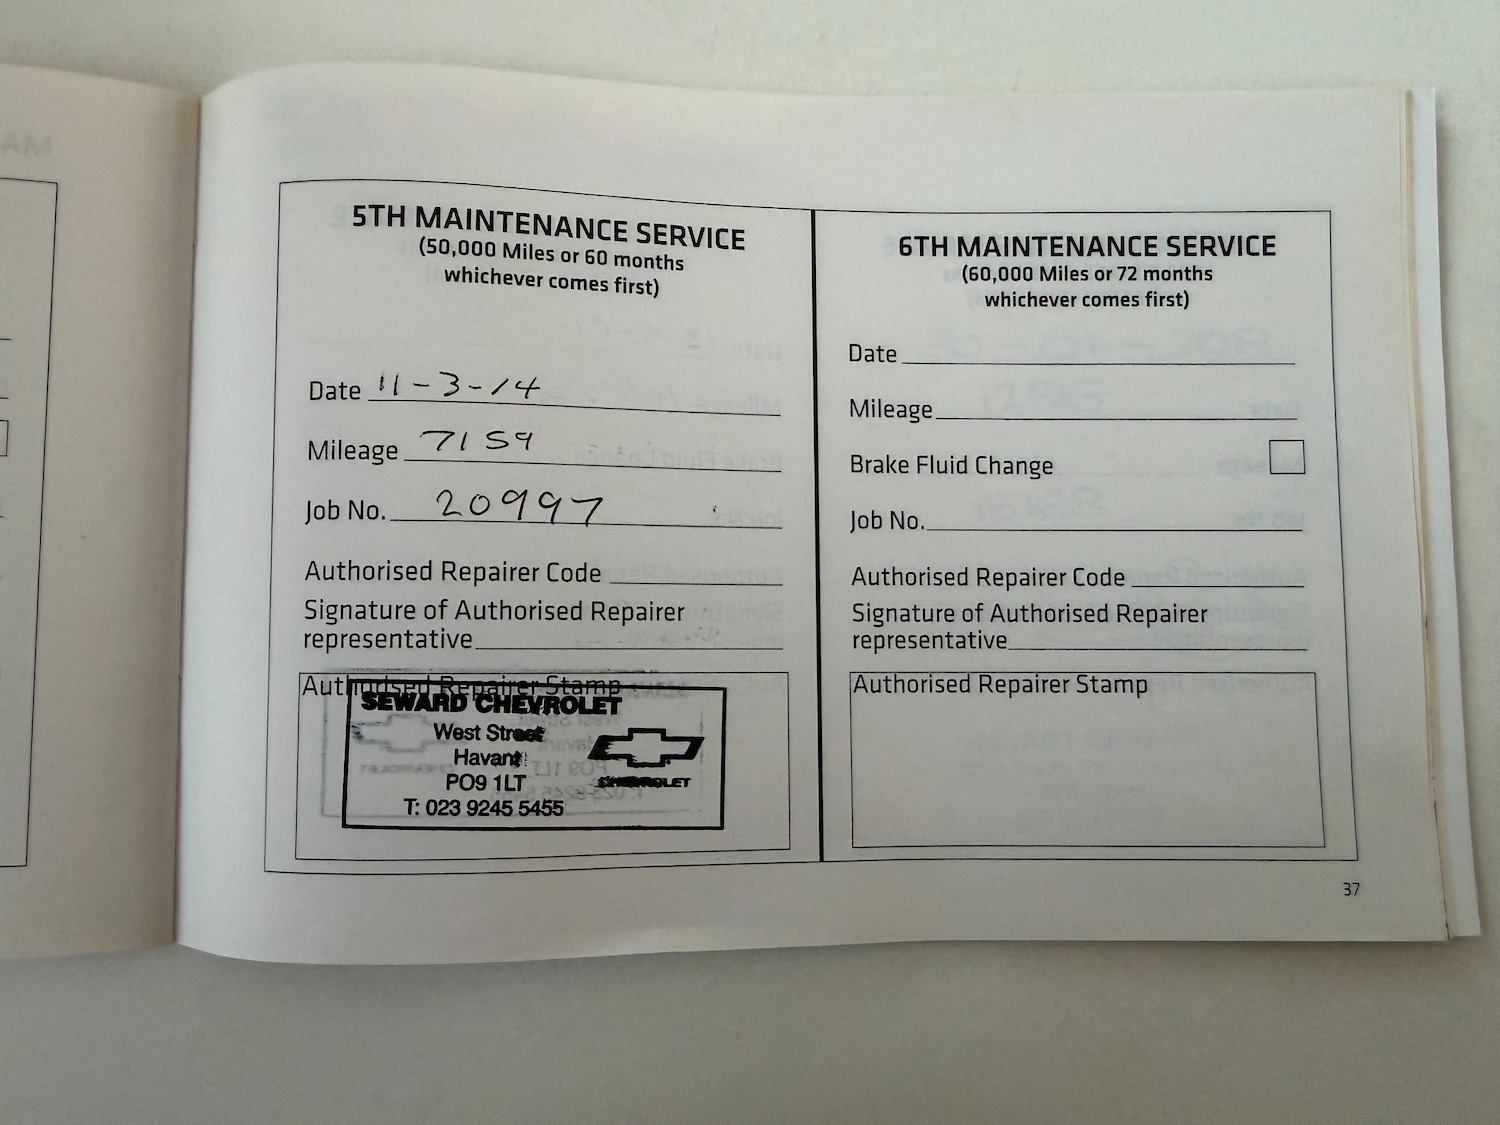 5TH MAINTENANCE SERVICE
(50,000 Miles or 60 months
whichever comes first)
Date 11-3-14
Mileage 7159
Job No. 20997
Authorised Repairer Code
Signature of Authorised Repairer
representative
Authorised Repairer Stamp
SEWARD CHEVROLET
West Street
Havant
PO9 1LT
T: 023 9245 5455
CHEVROLET
6TH MAINTENANCE SERVICE
(60,000 Miles or 72 months
whichever comes first)
Date
Mileage
Brake Fluid Change
Job No.
Authorised Repairer Code
Signature of Authorised Repairer
representative
Authorised Repairer Stamp
37